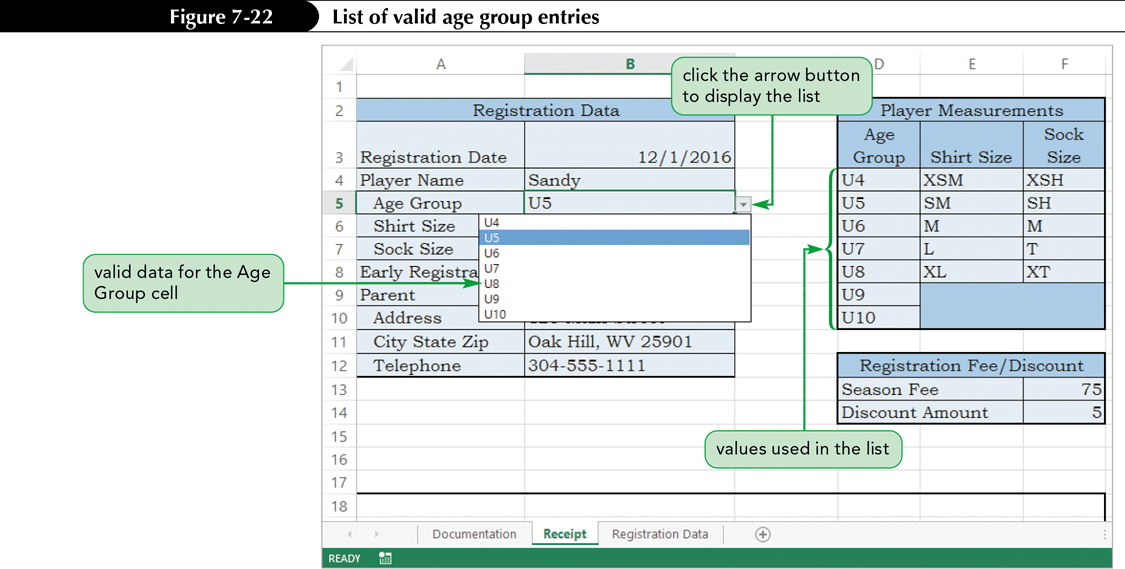 Figure 7-22 List of valid age group entries
A B D E F
click the arrow button
to display the list
1
2 Registration Data Player Measurements
Age Sock
3 Registration Date 12/1/2016 Group Shirt Size Size
4 Player Name Sandy U4 XSM XSH
5 Age Group U5 U5 SM SH
6 Shirt Size U6 M M
7 Sock Size U7 L T
8 Early Registra U8 XL XT
9 Parent U9
10 Address U10
U4
U5
U6
U7
U8
U9
U10
valid data for the Age
Group cell
11 City State Zip Oak Hill, WV 25901
12 Telephone 304-555-1111 Registration Fee/Discount
13 Season Fee 75
14 Discount Amount 5
15
values used in the list
16
17
18
Documentation Receipt Registration Data
READY